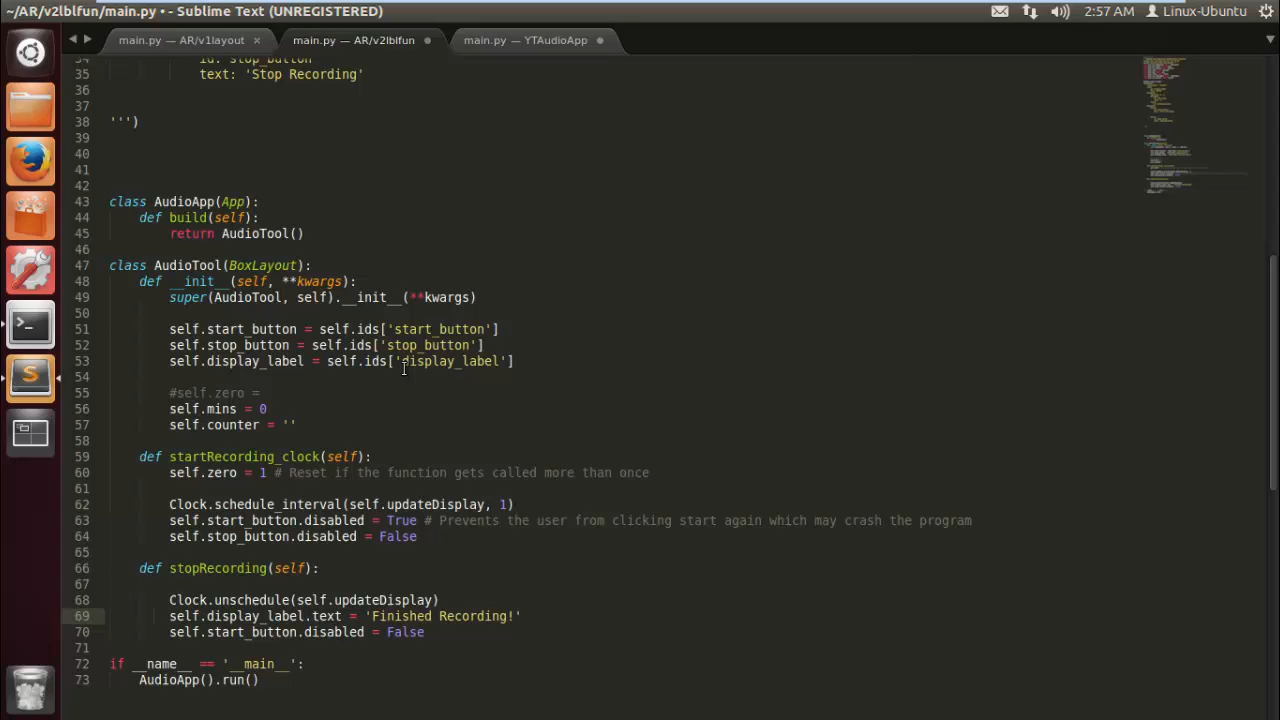 ~/AR/v2lblfun/main.py • - Sublime Text (UNREGISTERED)
2:57 AM
Linux-Ubuntu
main.py — AR/v1layout
main.py — AR/v2lblfun
main.py — YTAudioApp
34 id: stop_button
35 text: 'Stop Recording'
36
37
38 ''')
39
40
41
42
43 class AudioApp(App):
44 def build(self):
45 return AudioTool()
46
47 class AudioTool(BoxLayout):
48 def __init__(self, **kwargs):
49 super(AudioTool, self).__init__(**kwargs)
50
51 self.start_button = self.ids['start_button']
52 self.stop_button = self.ids['stop_button']
53 self.display_label = self.ids['display_label']
54
55 #self.zero =
56 self.mins = 0
57 self.counter = ''
58
59 def startRecording_clock(self):
60 self.zero = 1 # Reset if the function gets called more than once
61
62 Clock.schedule_interval(self.updateDisplay, 1)
63 self.start_button.disabled = True # Prevents the user from clicking start again which may crash the program
64 self.stop_button.disabled = False
65
66 def stopRecording(self):
67
68 Clock.unschedule(self.updateDisplay)
69 self.display_label.text = 'Finished Recording!'
70 self.start_button.disabled = False
71
72 if __name__ == '__main__':
73 AudioApp().run()